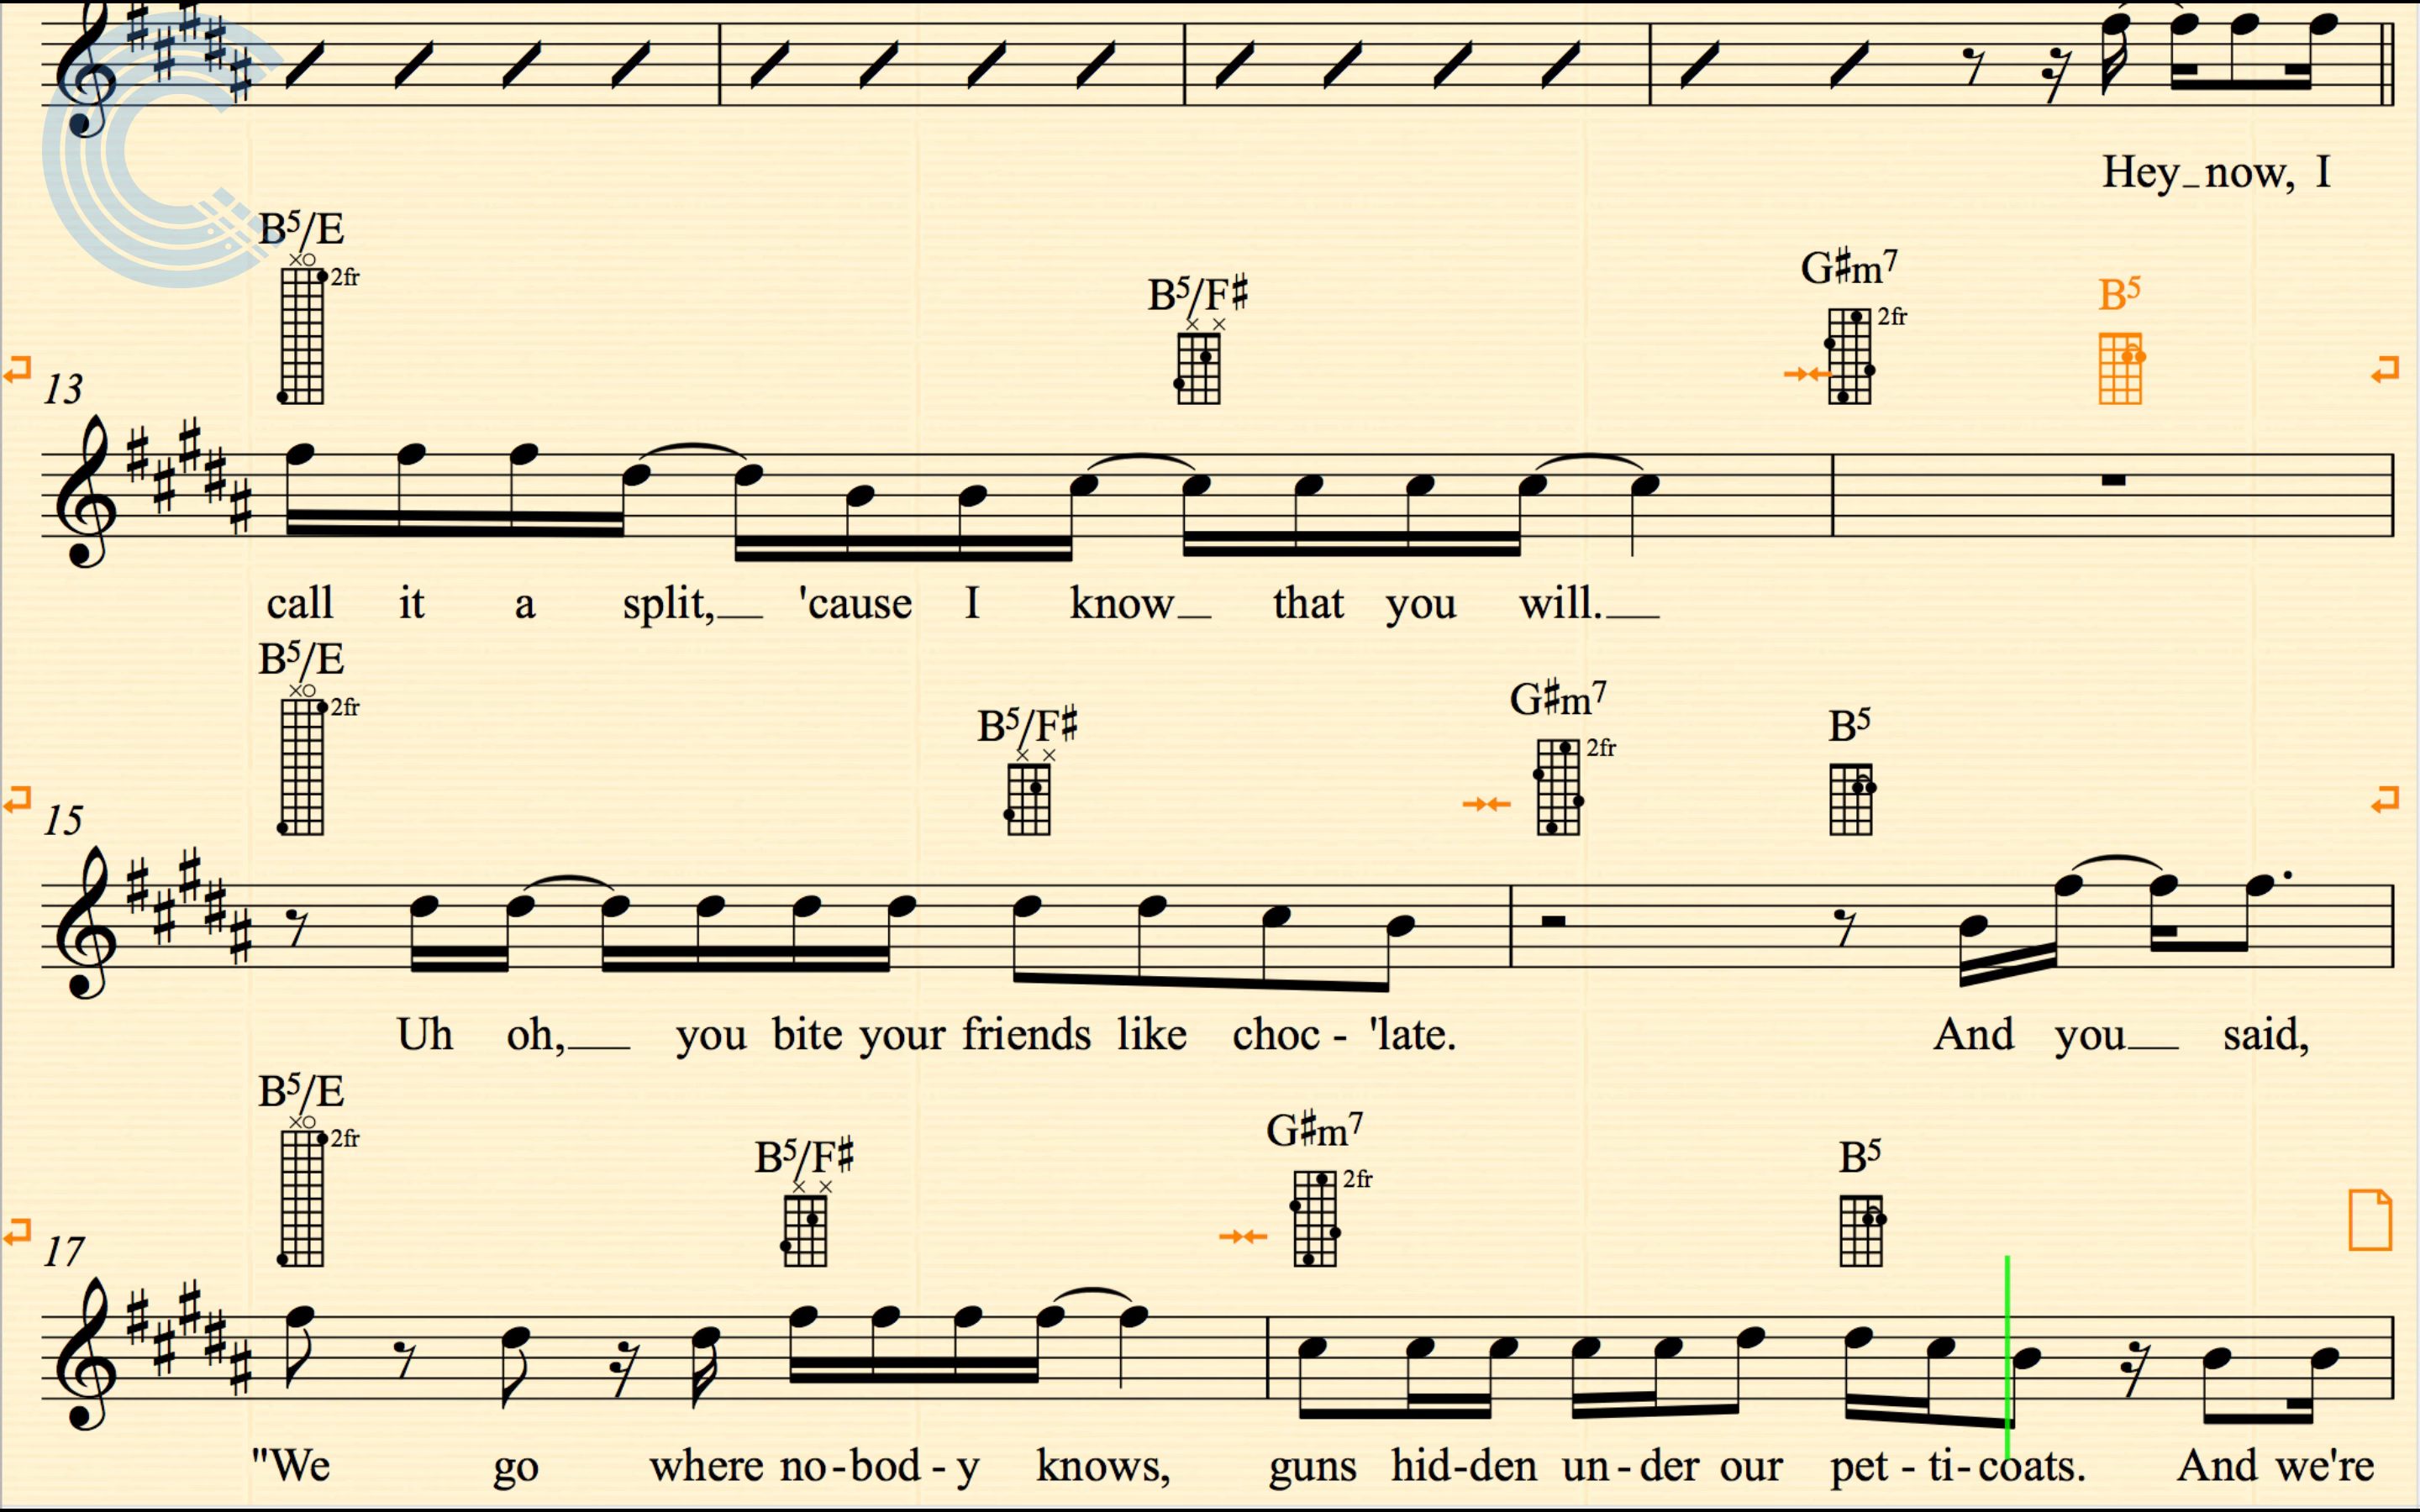 Hey_ now, I
B5/E B5/F♯ G♯m7 B5
2fr 2fr
13
call it a split,__ 'cause I know__ that you will.__
B5/E B5/F♯ G♯m7 B5
2fr 2fr
15
Uh oh,__ you bite your friends like choc - 'late. And you__ said,
B5/E B5/F♯ G♯m7 B5
2fr 2fr
17
"We go where no-bod-y knows, guns hid-den un-der our pet-ti-coats. And we're